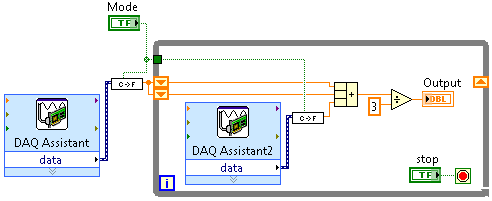 Mode
TF
C→F
DAQ Assistant
data
DAQ Assistant2
data
C→F
+
3
÷
Output
DBL
stop
TF
i